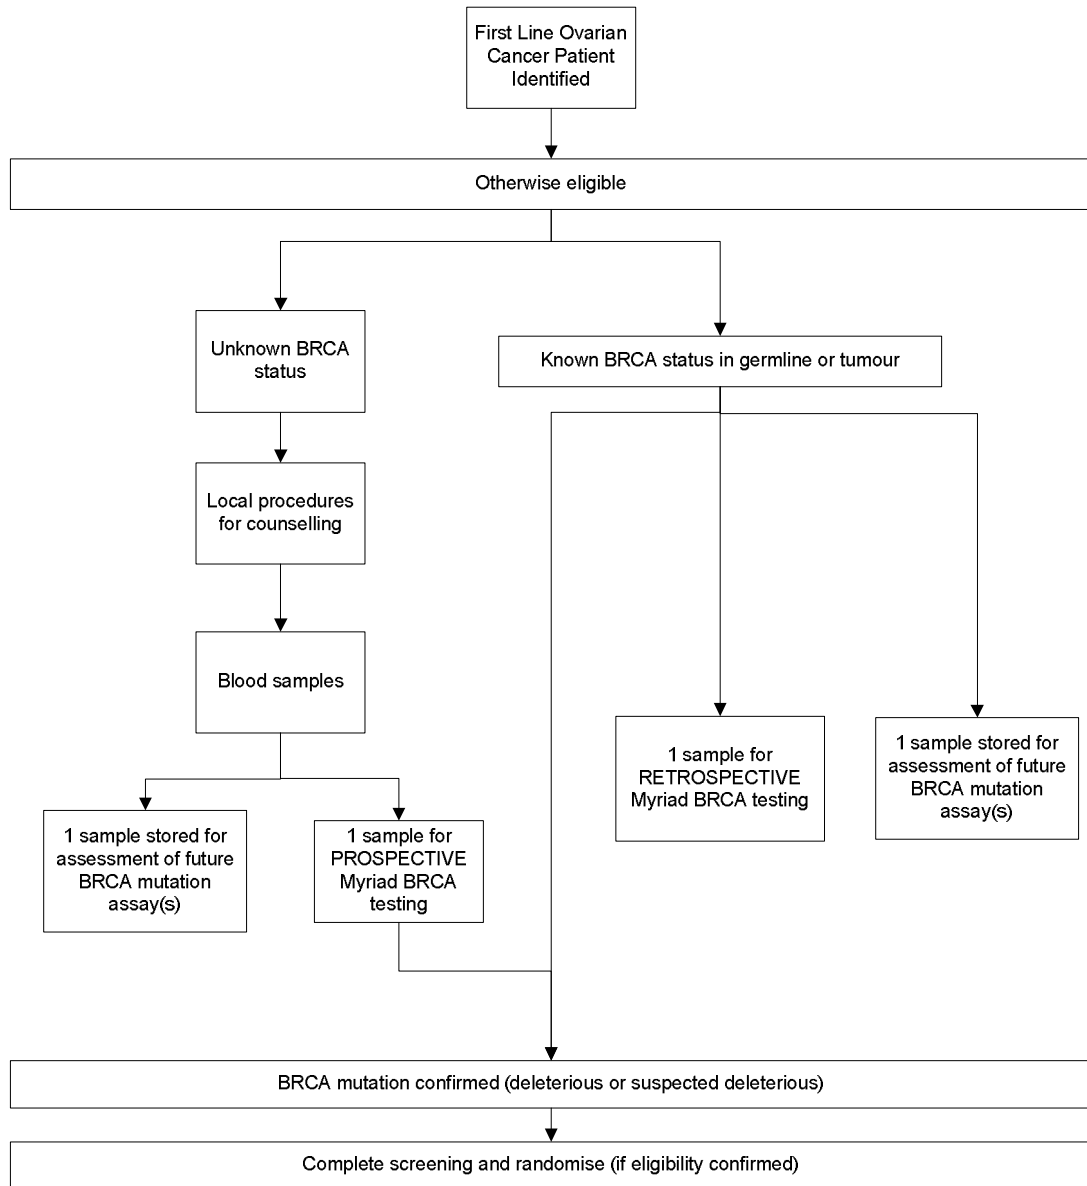 First Line Ovarian
Cancer Patient
Identified
Otherwise eligible
Unknown BRCA
status
Known BRCA status in germline or tumour
Local procedures
for counselling
Blood samples
1 sample stored for
assessment of future
BRCA mutation
assay(s)
1 sample for
PROSPECTIVE
Myriad BRCA
testing
1 sample for
RETROSPECTIVE
Myriad BRCA testing
1 sample stored for
assessment of future
BRCA mutation
assay(s)
BRCA mutation confirmed (deleterious or suspected deleterious)
Complete screening and randomise (if eligibility confirmed)